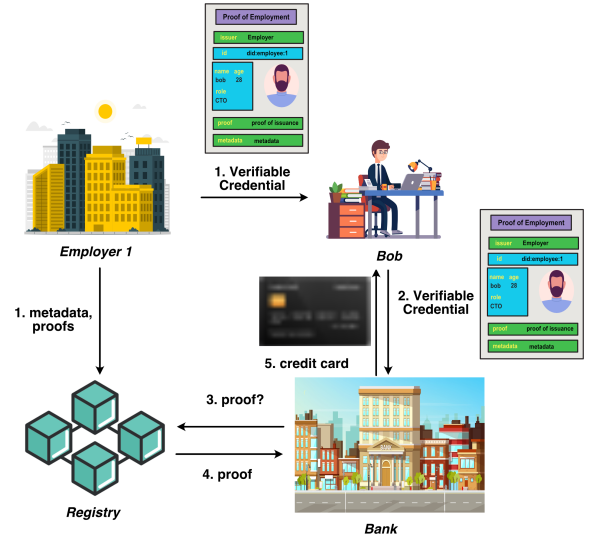 Proof of Employment
issuer Employer
id did:employee:1
name age
bob 28
role
CTO
proof proof of issuance
metadata metadata
1. Verifiable
Credential
Employer 1
Bob
Proof of Employment
issuer Employer
id did:employee:1
name age
bob 28
role
CTO
proof proof of issuance
metadata metadata
2. Verifiable
Credential
1. metadata,
proofs
5. credit card
3. proof?
4. proof
BANK
Registry
Bank